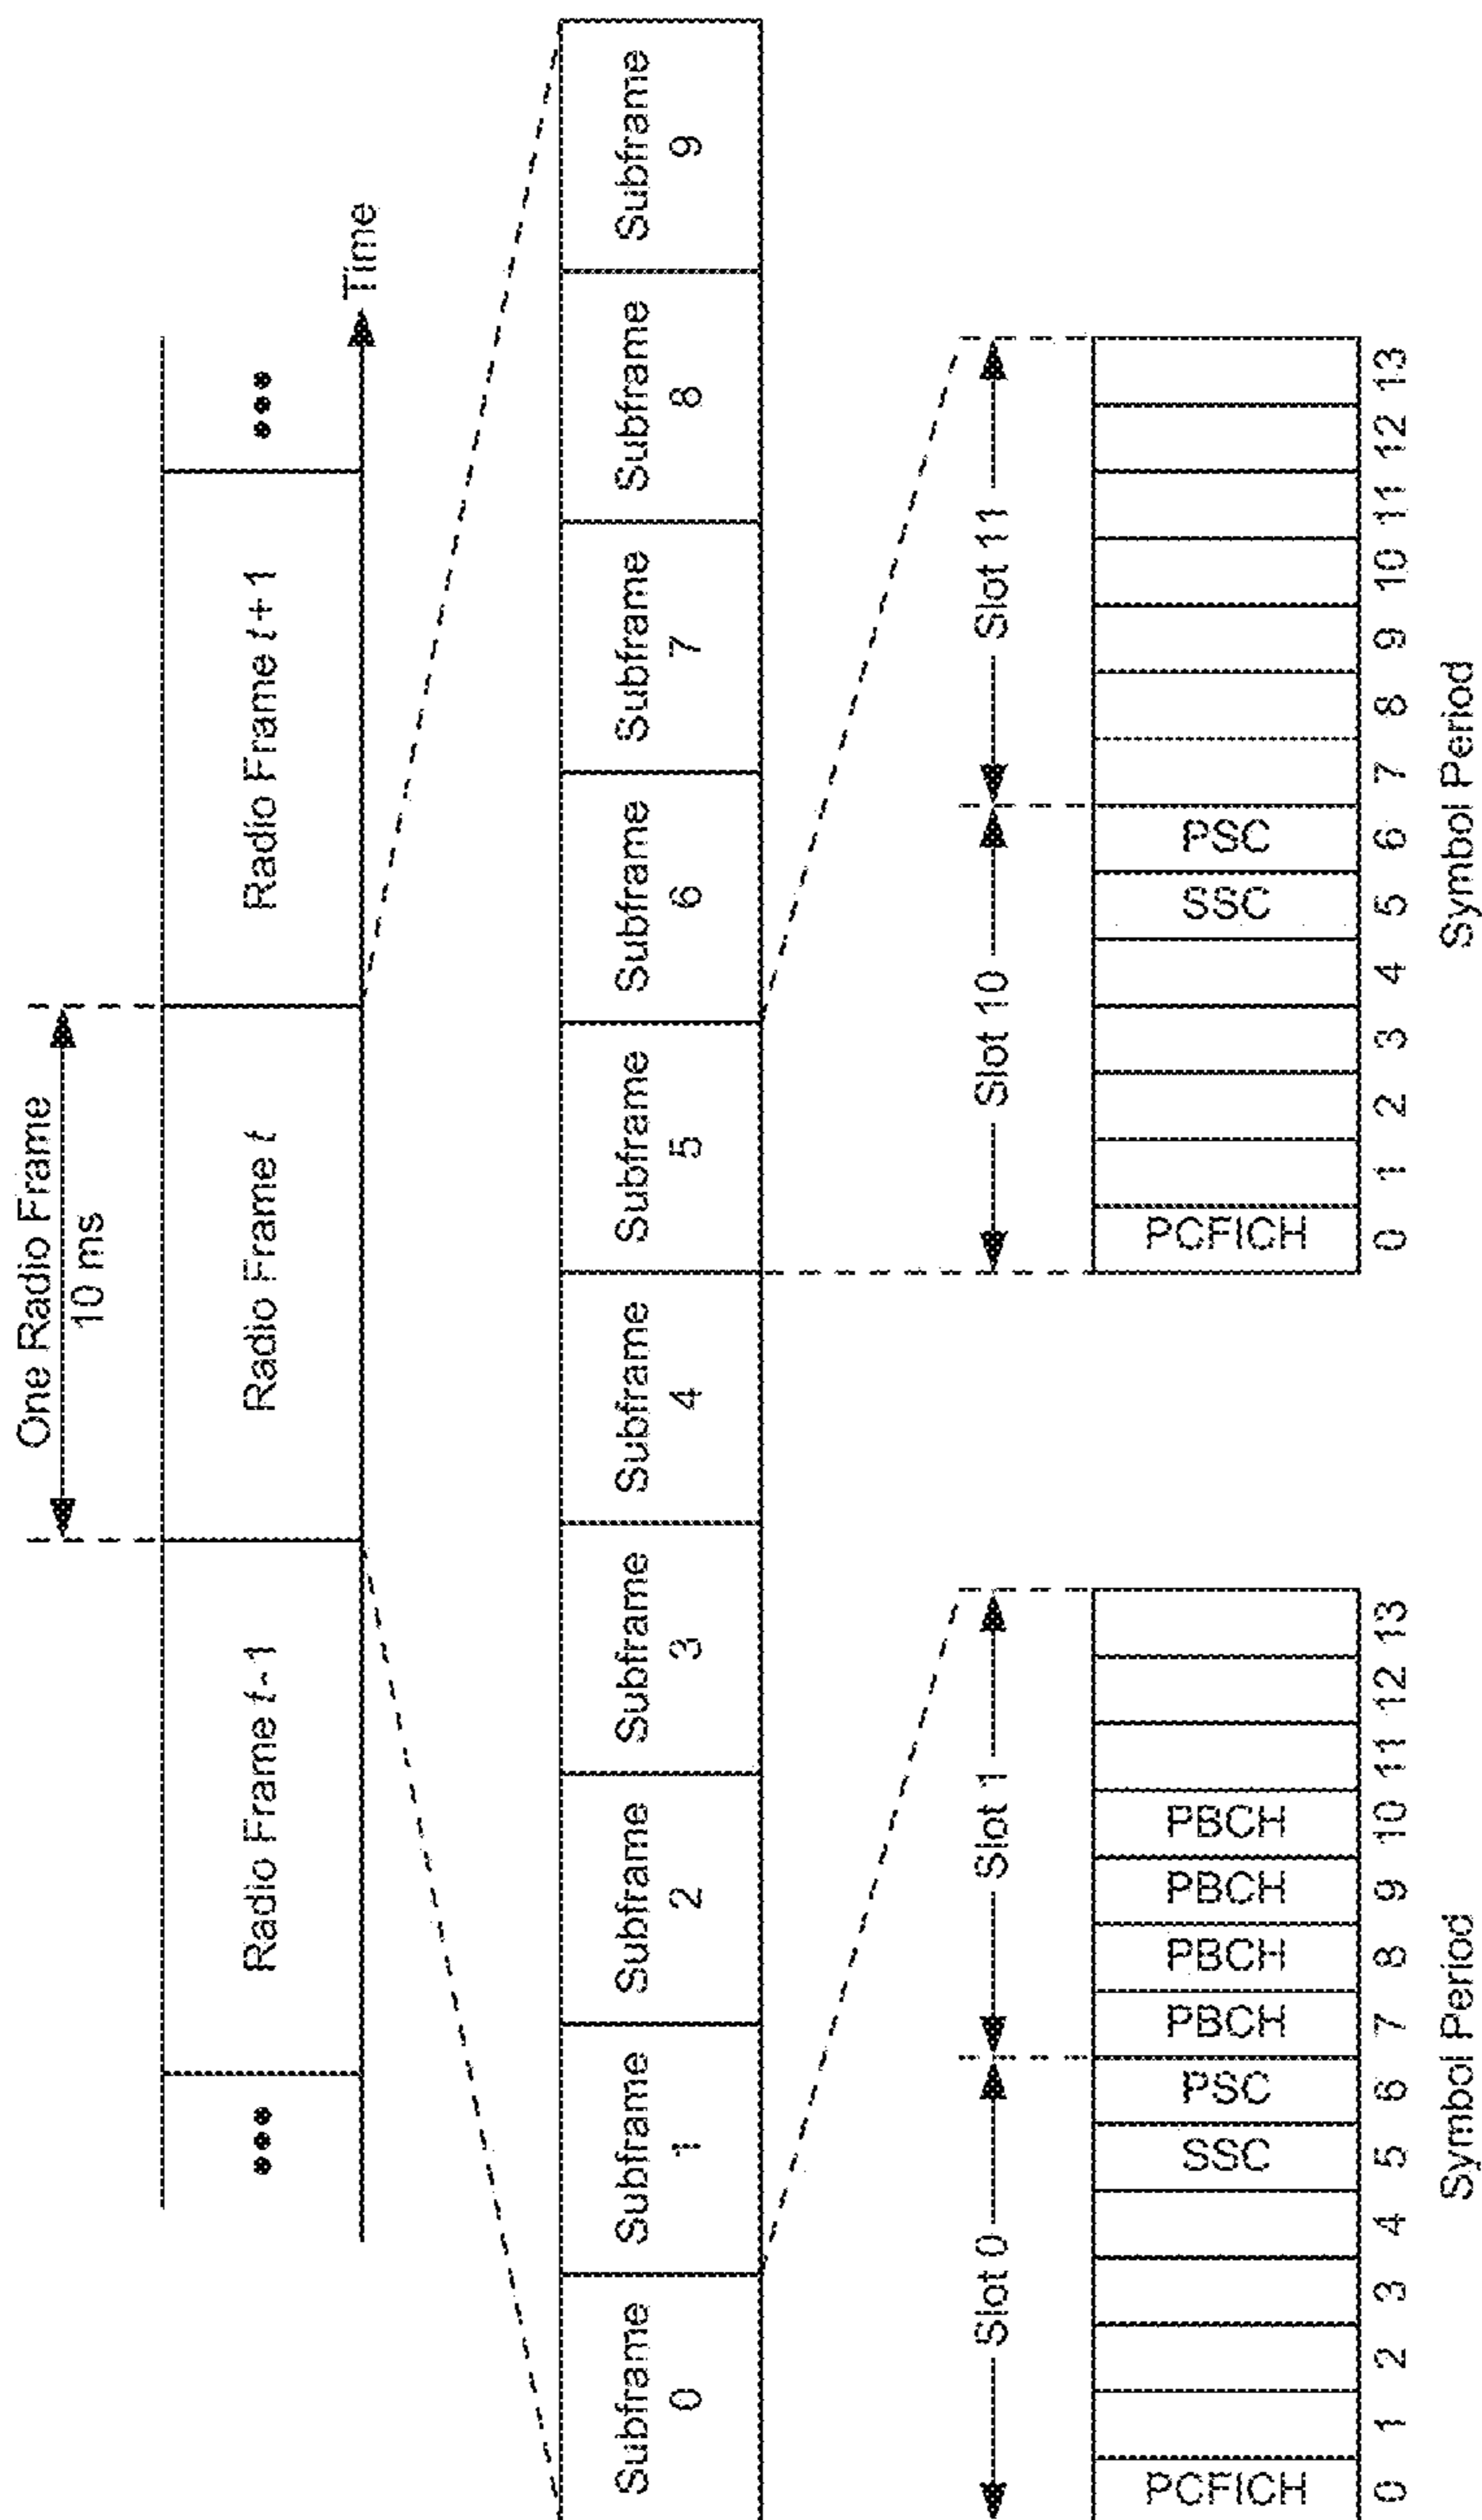 One Radio Frame
10 ms
••• Radio Frame t - 1 Radio Frame t Radio Frame t + 1 •••
Time
Subframe
0
Subframe
1
Subframe
2
Subframe
3
Subframe
4
Subframe
5
Subframe
6
Subframe
7
Subframe
8
Subframe
9
Slot 0 Slot 1
PCFICH SSC PSC PBCH PBCH PBCH PBCH
0 1 2 3 4 5 6 7 8 9 10 11 12 13
Symbol Period
Slot 10 Slot 11
PCFICH SSC PSC
0 1 2 3 4 5 6 7 8 9 10 11 12 13
Symbol Period